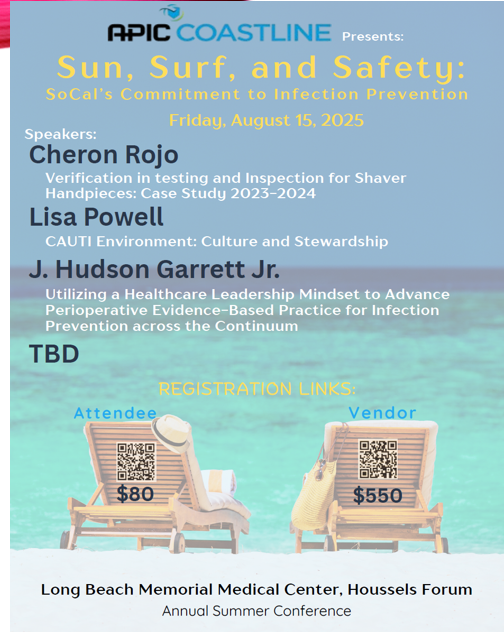 APIC COASTLINE Presents:
Sun, Surf, and Safety:
SoCal's Commitment to Infection Prevention
Friday, August 15, 2025
Speakers:
Cheron Rojo
Verification in testing and Inspection for Shaver
Handpieces: Case Study 2023-2024
Lisa Powell
CAUTI Environment: Culture and Stewardship
J. Hudson Garrett Jr.
Utilizing a Healthcare Leadership Mindset to Advance
Perioperative Evidence-Based Practice for Infection
Prevention across the Continuum
TBD
REGISTRATION LINKS:
Attendee Vendor
$80 $550
Long Beach Memorial Medical Center, Houssels Forum
Annual Summer Conference